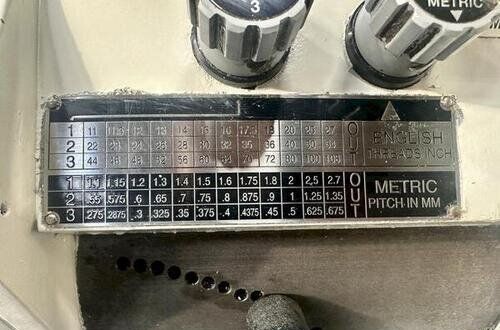 3
METRIC
1 11 11.5 12 13 14 15 16 17.5 18 20 25 27 OUT ENGLISH
2 22 23 24 26 28 30 32 35 36 40 50 54 THREADS INCH
3 44 48 52 56 60 64 70 72 80 100 108
1 1.1 1.15 1.2 1.3 1.4 1.5 1.6 1.75 1.8 2 2.5 2.7 OUT METRIC
2 .55 .575 .6 .65 .7 .75 .8 .875 .9 1 1.25 1.35 PITCH IN MM
3 .275 .2875 .3 .325 .35 .375 .4 .4375 .45 .5 .625 .675